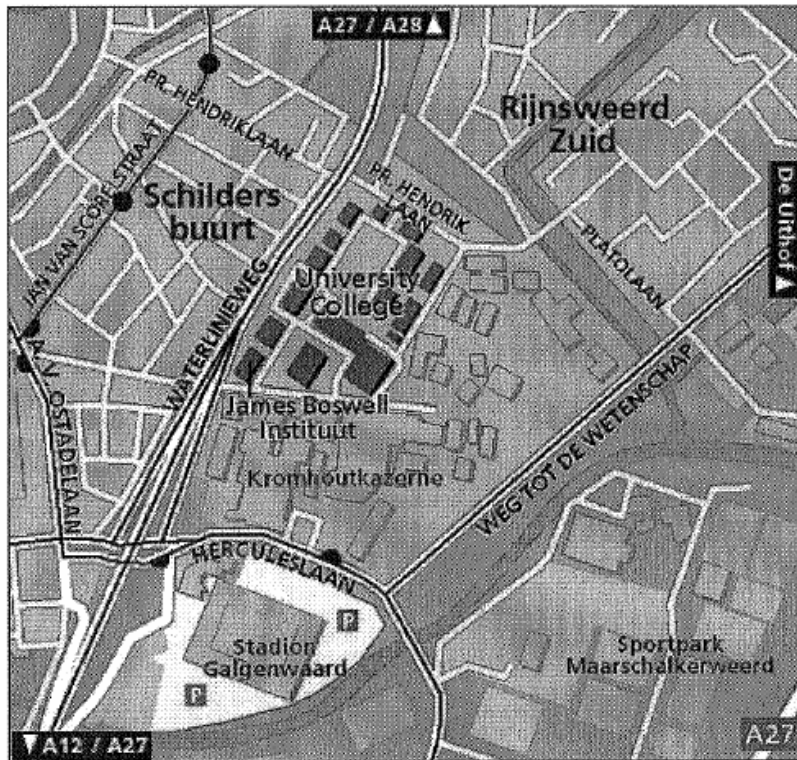 A27 / A28
PR. HENDRIKLAAN
Rijnsweerd
Zuid
De Uithof
PR. HENDRIK
LAAN
JAN VAN SCORELSTRAAT
Schilders
buurt
PLATOLAAN
University
College
WATERLINIEWEG
A. V. OSTADELAAN
James Boswell
Instituut
WEG TOT DE WETENSCHAP
Kromhoutkazerne
HERCULESLAAN
P
Stadion
Galgenwaard
Sportpark
Maarschalkerweerd
P
A12 / A27
A27